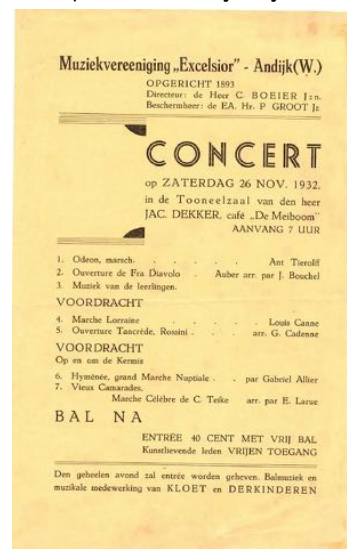 Muziekvereeniging „Excelsior” - Andijk(W.)
OPGERICHT 1893
Directeur: de Heer C. BOEIER Jzn.
Beschermheer: de EA. Hr. P GROOT Jz
CONCERT
op ZATERDAG 26 NOV. 1932,
in de Tooneelzaal van den heer
JAC. DEKKER, café „De Meiboom”
AANVANG 7 UUR
1. Odeon, marsch. . . . . . Ant Tierolff
2. Ouverture de Fra Diavolo . Auber arr. par J. Bouchel
3. Muziek van de leerlingen.
VOORDRACHT
4. Marche Lorraine . . . . . Louis Canne
5. Ouverture Tancrède, Rossini . . . arr. G. Cadenne
VOORDRACHT
Op en om de Kermis
6. Hyménée, grand Marche Naptiale . . par Gabriel Allier
7. Vieux Camarades,
Marche Célèbre de C. Teike arr. par E. Larue
BAL NA
ENTRÉE 40 CENT MET VRIJ BAL
Kunstlievende leden VRIJEN TOEGANG
Den geheelen avond zal entrée worden geheven. Balmuziek en
muzikale medewerking van KLOET en DERKINDEREN